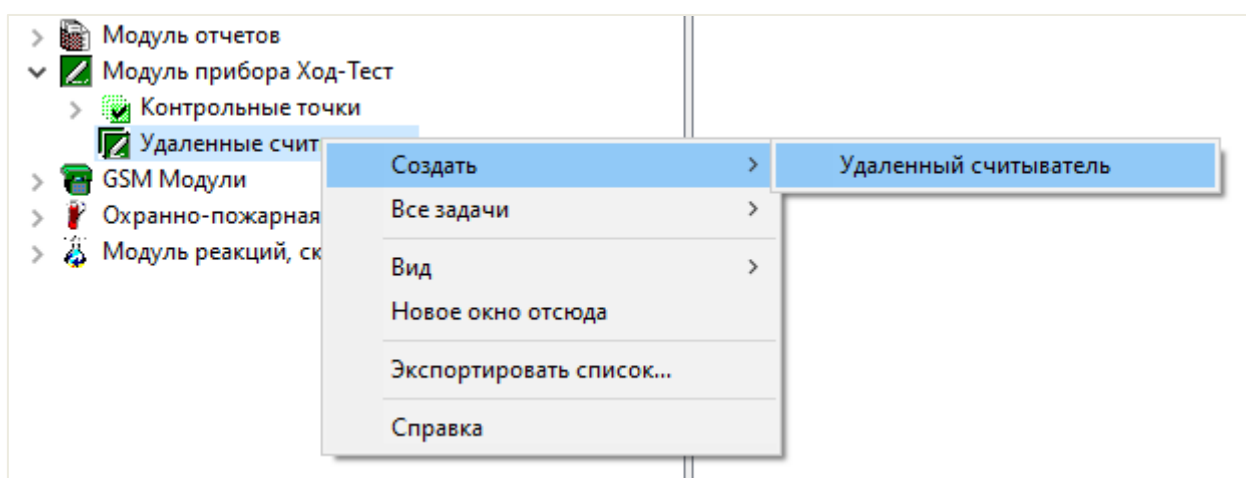 Модуль отчетов
Модуль прибора Ход-Тест
Контрольные точки
Удаленные счит
GSM Модули
Охранно-пожарная
Модуль реакций, ск
Создать
Все задачи
Вид
Новое окно отсюда
Экспортировать список...
Справка
Удаленный считыватель